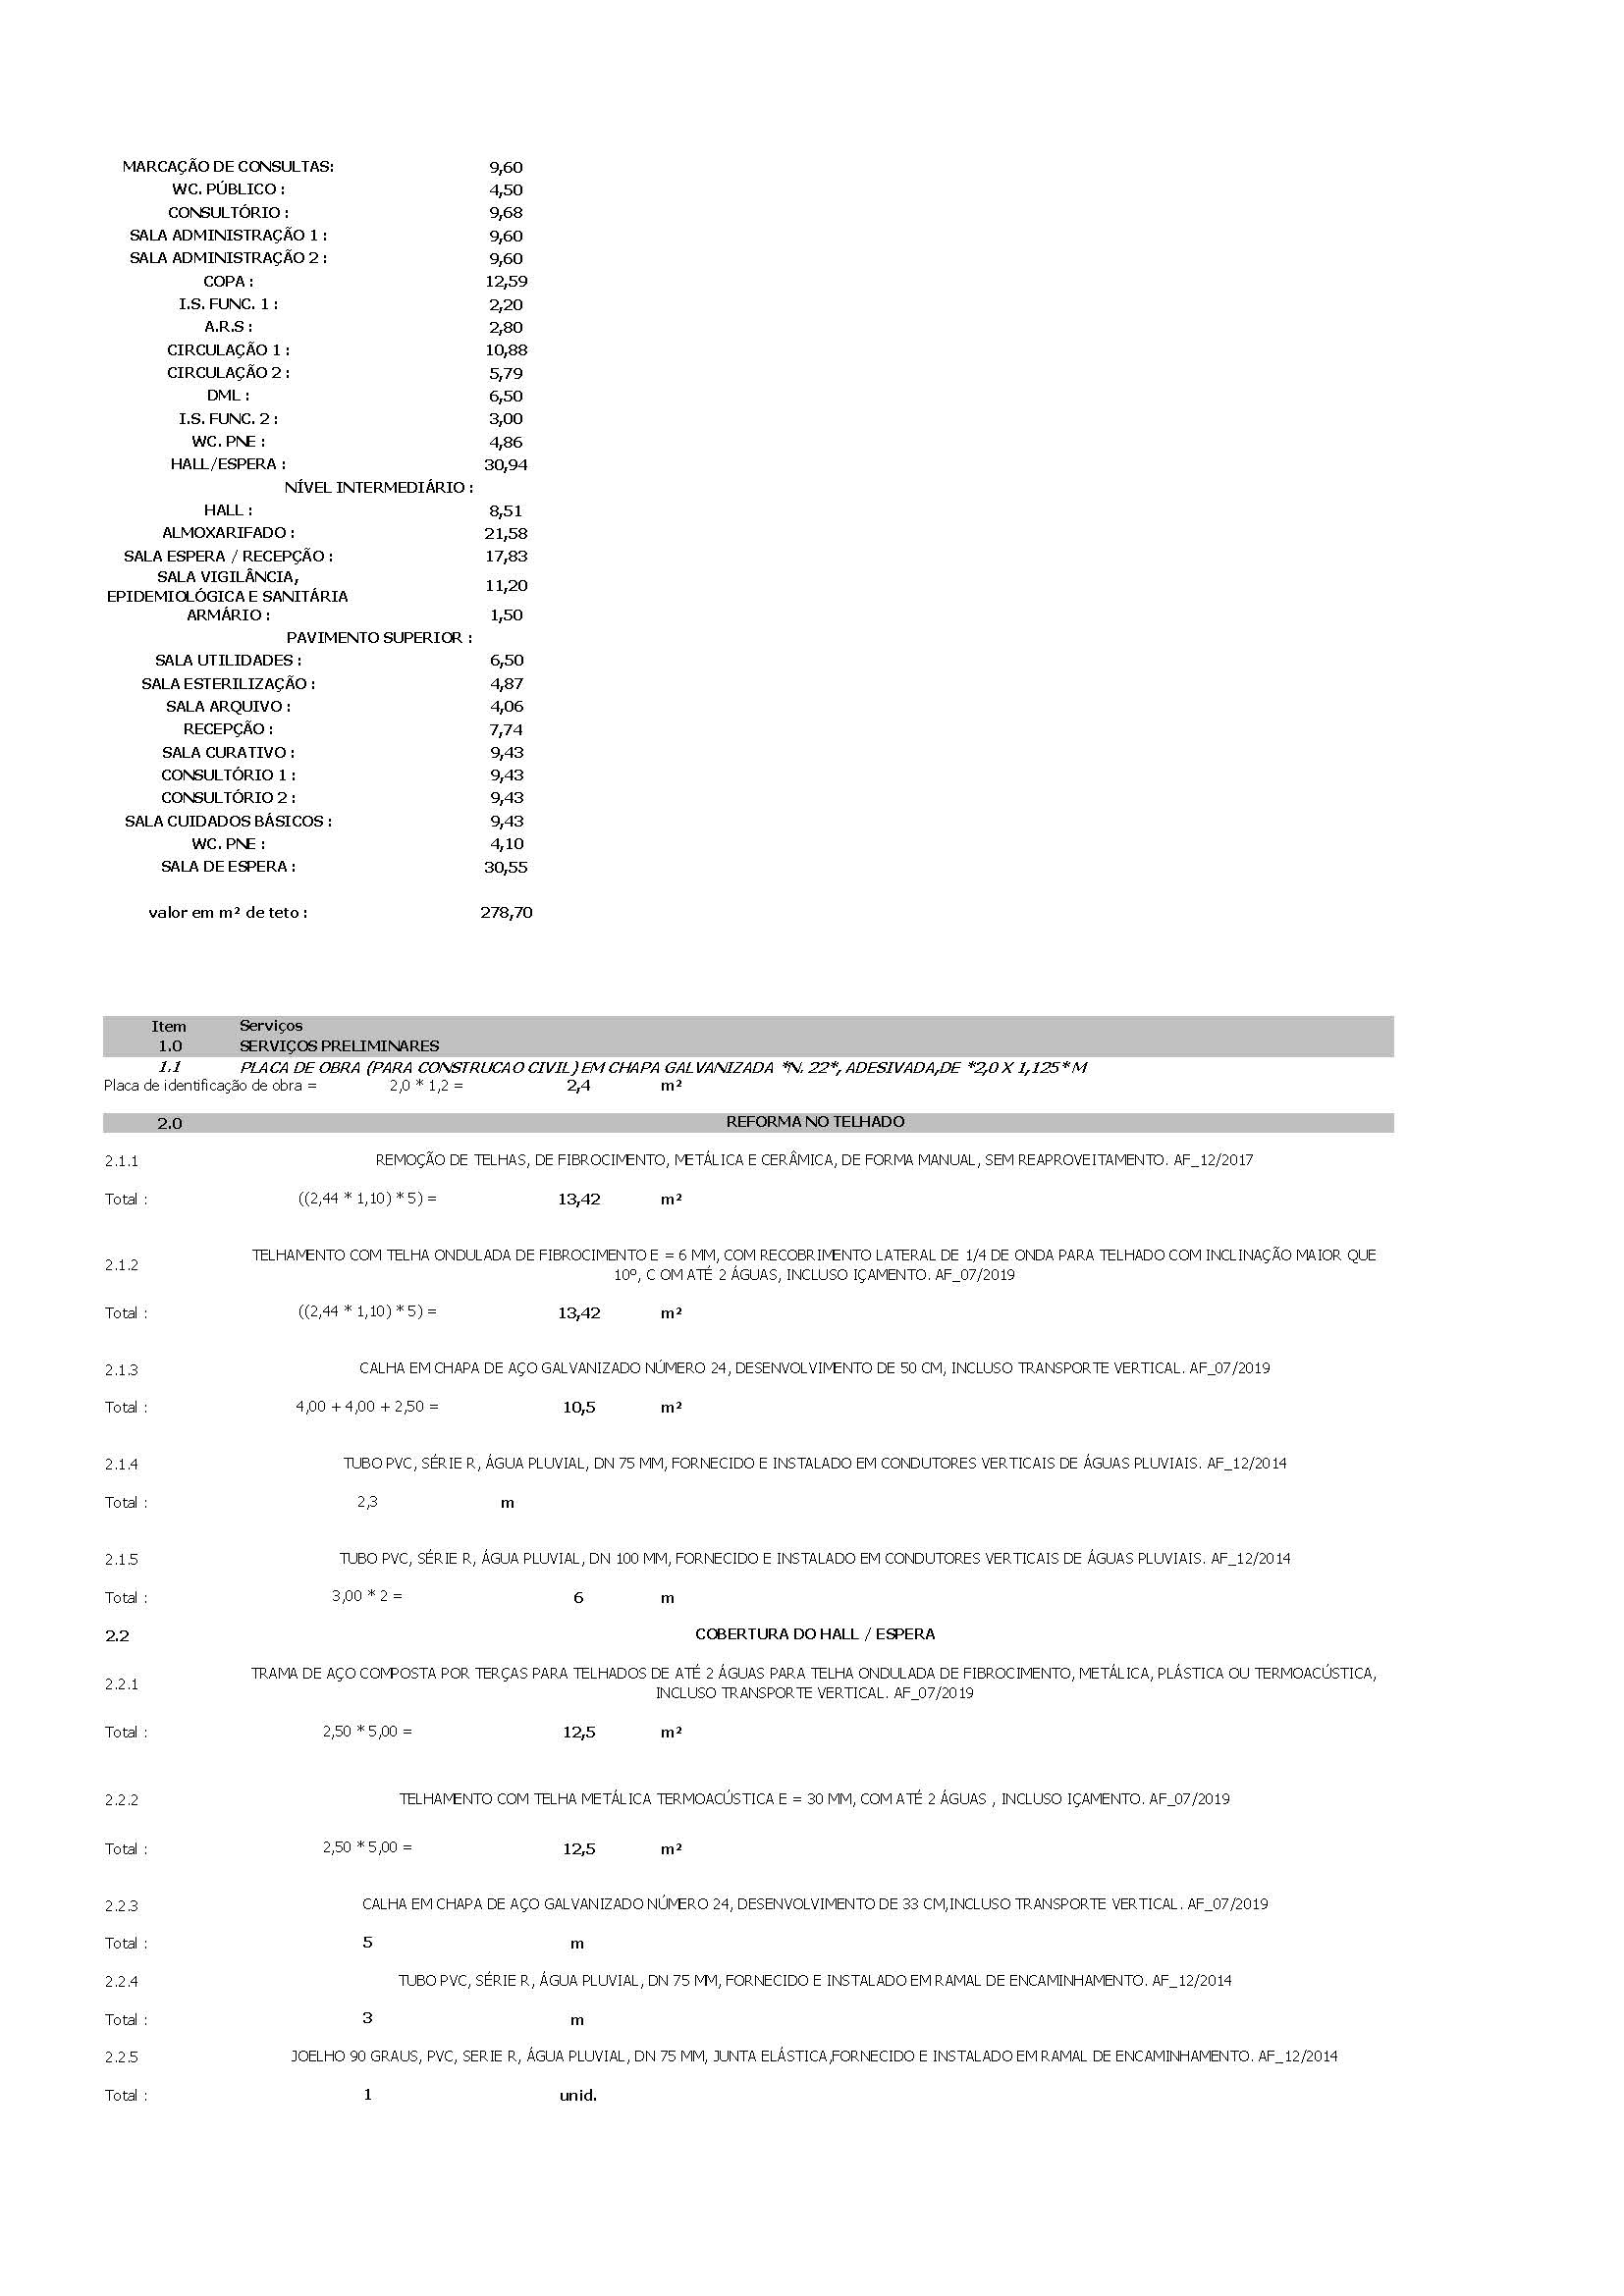 MARCAÇÃO DE CONSULTAS: 9,60
WC. PÚBLICO : 4,50
CONSULTÓRIO : 9,68
SALA ADMINISTRAÇÃO 1 : 9,60
SALA ADMINISTRAÇÃO 2 : 9,60
COPA : 12,59
I.S. FUNC. 1 : 2,20
A.R.S : 2,80
CIRCULAÇÃO 1 : 10,88
CIRCULAÇÃO 2 : 5,79
DML : 6,50
I.S. FUNC. 2 : 3,00
WC. PNE : 4,86
HALL/ESPERA : 30,94
NÍVEL INTERMEDIÁRIO :
HALL : 8,51
ALMOXARIFADO : 21,58
SALA ESPERA / RECEPÇÃO : 17,83
SALA VIGILÂNCIA,
EPIDEMIOLÓGICA E SANITÁRIA 11,20
ARMÁRIO : 1,50
PAVIMENTO SUPERIOR :
SALA UTILIDADES : 6,50
SALA ESTERILIZAÇÃO : 4,87
SALA ARQUIVO : 4,06
RECEPÇÃO : 7,74
SALA CURATIVO : 9,43
CONSULTÓRIO 1 : 9,43
CONSULTÓRIO 2 : 9,43
SALA CUIDADOS BÁSICOS : 9,43
WC. PNE : 4,10
SALA DE ESPERA : 30,55
valor em m² de teto : 278,70
Item Serviços
1.0 SERVIÇOS PRELIMINARES
1.1 PLACA DE OBRA (PARA CONSTRUCAO CIVIL) EM CHAPA GALVANIZADA *N. 22*, ADESIVADA,DE *2,0 X 1,125* M
Placa de identificação de obra = 2,0 * 1,2 = 2,4 m²
2.0 REFORMA NO TELHADO
2.1.1 REMOÇÃO DE TELHAS, DE FIBROCIMENTO, METÁLICA E CERÂMICA, DE FORMA MANUAL, SEM REAPROVEITAMENTO. AF_12/2017
Total : ((2,44 * 1,10) * 5) = 13,42 m²
2.1.2 TELHAMENTO COM TELHA ONDULADA DE FIBROCIMENTO E = 6 MM, COM RECOBRIMENTO LATERAL DE 1/4 DE ONDA PARA TELHADO COM INCLINAÇÃO MAIOR QUE
10º, C OM ATÉ 2 ÁGUAS, INCLUSO IÇAMENTO. AF_07/2019
Total : ((2,44 * 1,10) * 5) = 13,42 m²
2.1.3 CALHA EM CHAPA DE AÇO GALVANIZADO NÚMERO 24, DESENVOLVIMENTO DE 50 CM, INCLUSO TRANSPORTE VERTICAL. AF_07/2019
Total : 4,00 + 4,00 + 2,50 = 10,5 m²
2.1.4 TUBO PVC, SÉRIE R, ÁGUA PLUVIAL, DN 75 MM, FORNECIDO E INSTALADO EM CONDUTORES VERTICAIS DE ÁGUAS PLUVIAIS. AF_12/2014
Total : 2,3 m
2.1.5 TUBO PVC, SÉRIE R, ÁGUA PLUVIAL, DN 100 MM, FORNECIDO E INSTALADO EM CONDUTORES VERTICAIS DE ÁGUAS PLUVIAIS. AF_12/2014
Total : 3,00 * 2 = 6 m
2.2 COBERTURA DO HALL / ESPERA
2.2.1 TRAMA DE AÇO COMPOSTA POR TERÇAS PARA TELHADOS DE ATÉ 2 ÁGUAS PARA TELHA ONDULADA DE FIBROCIMENTO, METÁLICA, PLÁSTICA OU TERMOACÚSTICA,
INCLUSO TRANSPORTE VERTICAL. AF_07/2019
Total : 2,50 * 5,00 = 12,5 m²
2.2.2 TELHAMENTO COM TELHA METÁLICA TERMOACÚSTICA E = 30 MM, COM ATÉ 2 ÁGUAS , INCLUSO IÇAMENTO. AF_07/2019
Total : 2,50 * 5,00 = 12,5 m²
2.2.3 CALHA EM CHAPA DE AÇO GALVANIZADO NÚMERO 24, DESENVOLVIMENTO DE 33 CM,INCLUSO TRANSPORTE VERTICAL. AF_07/2019
Total : 5 m
2.2.4 TUBO PVC, SÉRIE R, ÁGUA PLUVIAL, DN 75 MM, FORNECIDO E INSTALADO EM RAMAL DE ENCAMINHAMENTO. AF_12/2014
Total : 3 m
2.2.5 JOELHO 90 GRAUS, PVC, SERIE R, ÁGUA PLUVIAL, DN 75 MM, JUNTA ELÁSTICA,FORNECIDO E INSTALADO EM RAMAL DE ENCAMINHAMENTO. AF_12/2014
Total : 1 unid.